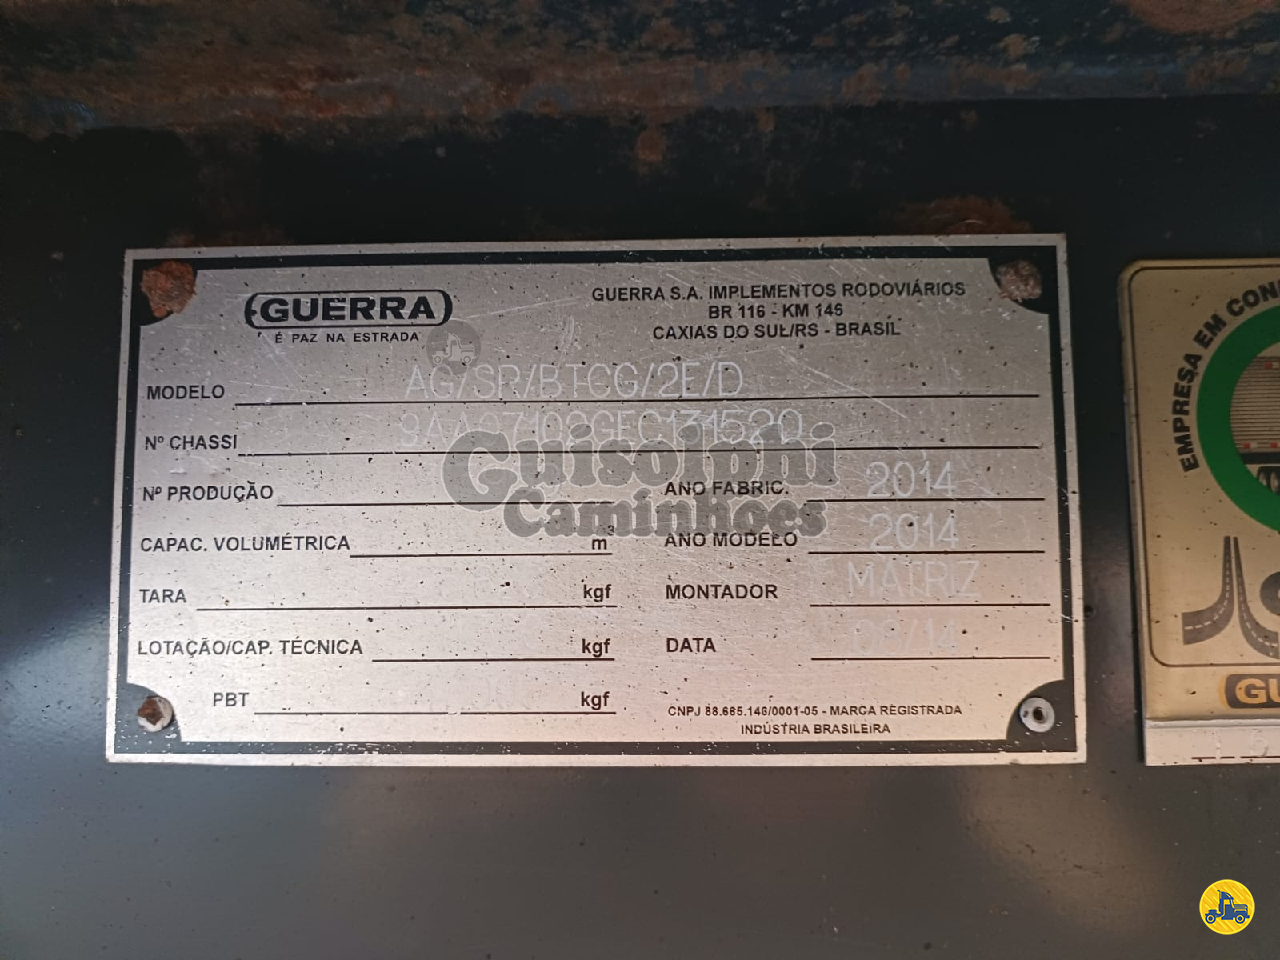 GUERRA
É PAZ NA ESTRADA
GUERRA S.A. IMPLEMENTOS RODOVIÁRIOS
BR 116 - KM 146
CAXIAS DO SUL/RS - BRASIL
MODELO AG/SR/BTCG/2E/D
Nº CHASSI
Nº PRODUÇÃO
ANO FABRIC. 2014
CAPAC. VOLUMÉTRICA m³
ANO MODELO 2014
TARA kgf
MONTADOR MATRIZ
LOTAÇÃO/CAP. TÉCNICA kgf
DATA
PBT kgf
CNPJ 88.665.146/0001-05 - MARCA REGISTRADA
INDÚSTRIA BRASILEIRA
Guisolphi
Caminhões
EMPRESA EM